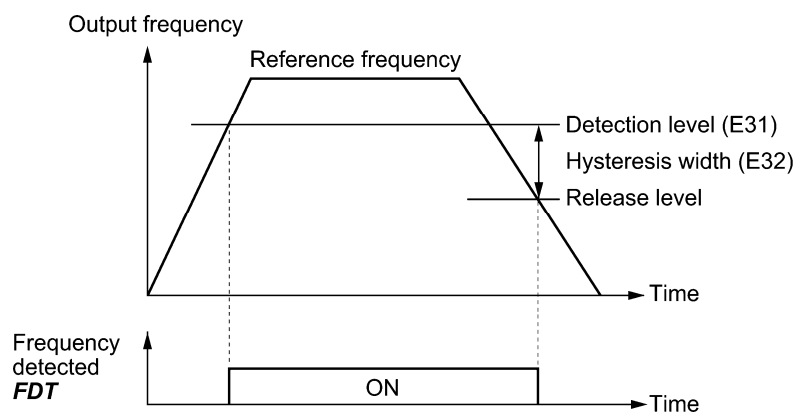 Output frequency
Reference frequency
Detection level (E31)
Hysteresis width (E32)
Release level
Time
Frequency
detected
FDT
ON
Time